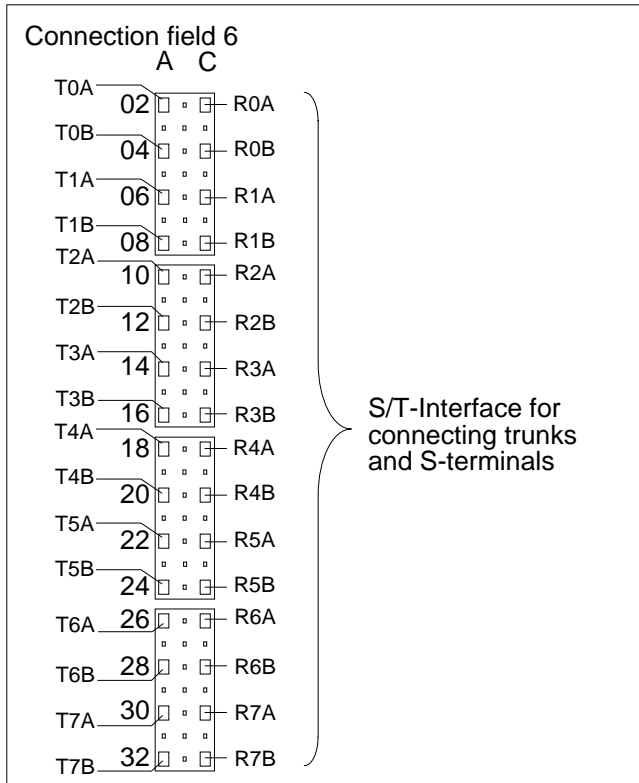 Connection field 6
A C
T0A 02 R0A
T0B 04 R0B
T1A 06 R1A
T1B 08 R1B
T2A 10 R2A
T2B 12 R2B
T3A 14 R3A
T3B 16 R3B
T4A 18 R4A
T4B 20 R4B
T5A 22 R5A
T5B 24 R5B
T6A 26 R6A
T6B 28 R6B
T7A 30 R7A
T7B 32 R7B
S/T-Interface for
connecting trunks
and S-terminals